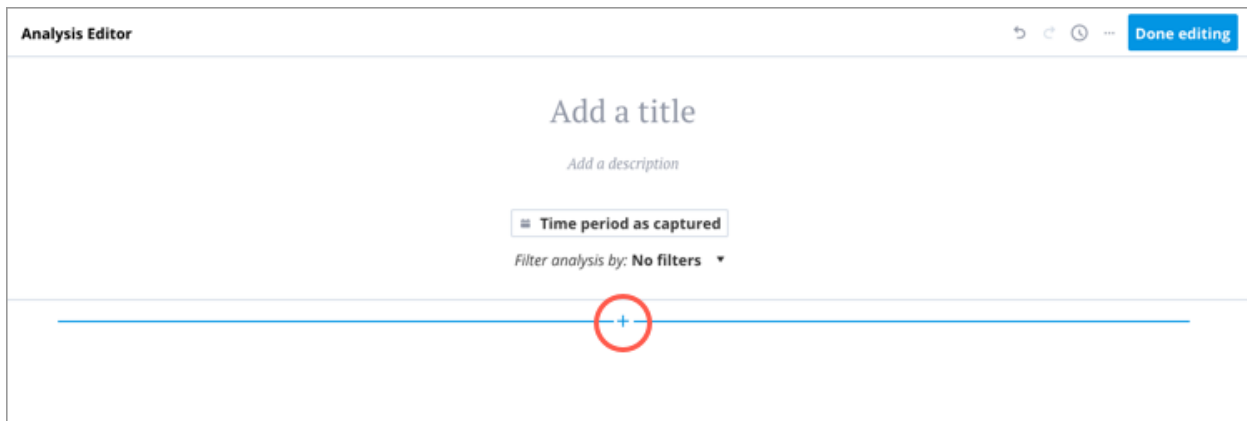 Analysis Editor
Done editing
Add a title
Add a description
Time period as captured
Filter analysis by: No filters